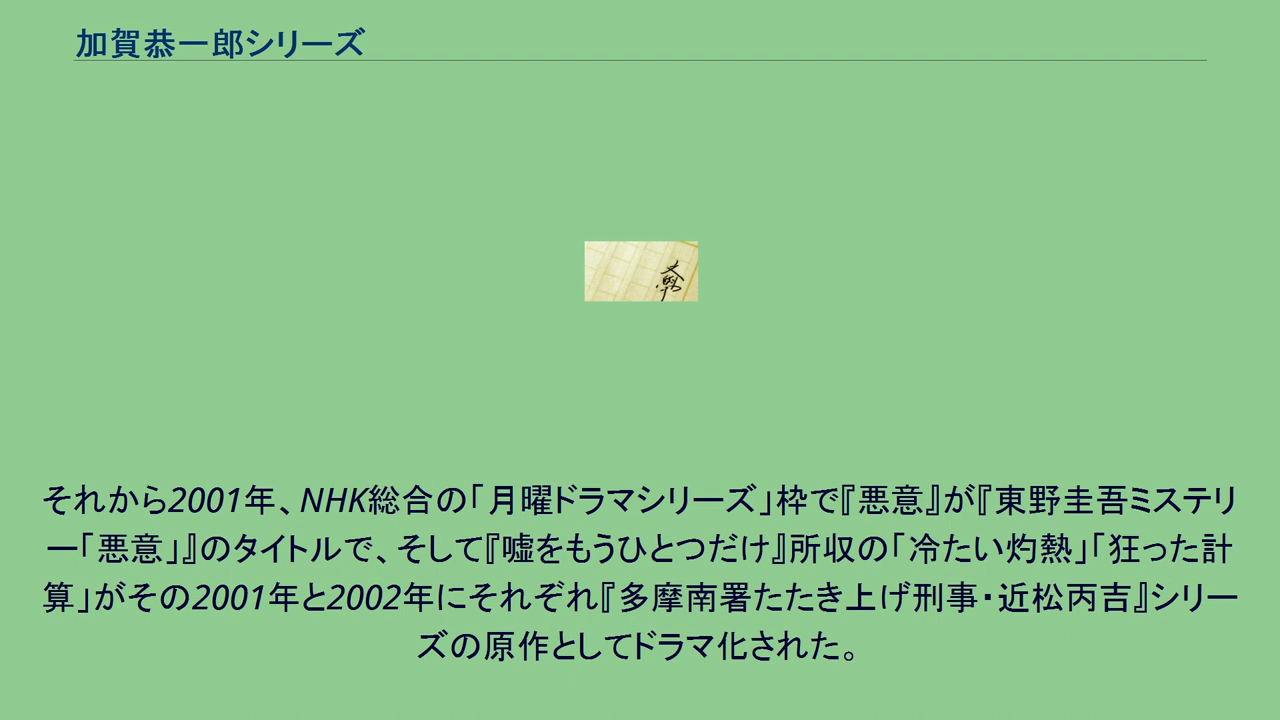 加賀恭一郎シリーズ
それから2001年、NHK総合の「月曜ドラマシリーズ」枠で『悪意』が『東野圭吾ミステリ
ー「悪意」』のタイトルで、そして『嘘をもうひとつだけ』所収の「冷たい灼熱」「狂った計
算」がその2001年と2002年にそれぞれ『多摩南署たたき上げ刑事・近松丙吉』シリー
ズの原作としてドラマ化された。